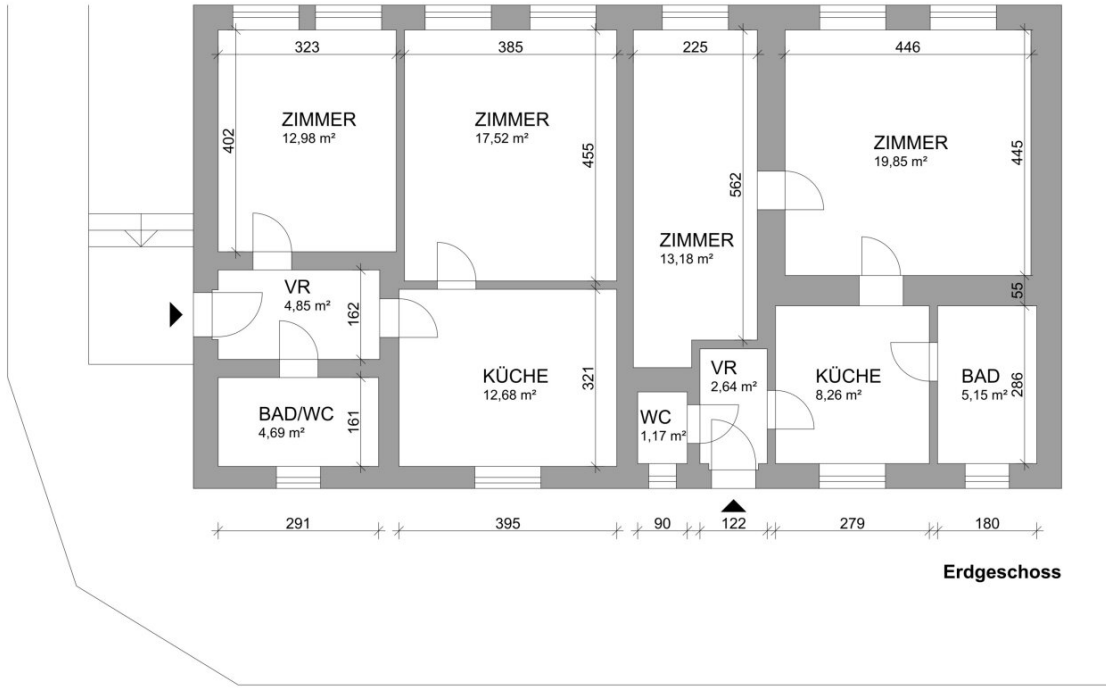 323
385
225
446
ZIMMER
12,98 m²
402
ZIMMER
17,52 m²
455
ZIMMER
13,18 m²
562
ZIMMER
19,85 m²
445
VR
4,85 m²
162
55
BAD/WC
4,69 m²
161
KÜCHE
12,68 m²
321
WC
1,17 m²
VR
2,64 m²
KÜCHE
8,26 m²
BAD
5,15 m²
286
291
395
90
122
279
180
Erdgeschoss